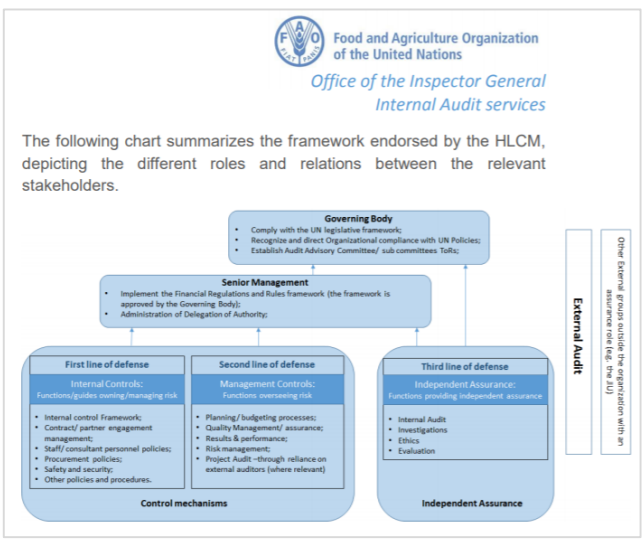 FAO
FIAT PANIS
Food and Agriculture Organization
of the United Nations
Office of the Inspector General
Internal Audit services
The following chart summarizes the framework endorsed by the HLCM,
depicting the different roles and relations between the relevant
stakeholders.
Governing Body
• Comply with the UN legislative framework;
• Recognize and direct Organizational compliance with UN Policies;
• Establish Audit Advisory Committee/ sub committees ToRs;
Senior Management
• Implement the Financial Regulations and Rules framework (the framework is
approved by the Governing Body);
• Administration of Delegation of Authority;
First line of defense
Internal Controls:
Functions/guides owning/managing risk
• Internal control Framework;
• Contract/ partner engagement
management;
• Staff/consultant personnel policies;
• Procurement policies;
• Safety and security;
• Other policies and procedures.
Second line of defense
Management Controls:
Functions overseeing risk
• Planning/budgeting processes;
• Quality Management/ assurance;
• Results & performance;
• Risk management;
• Project Audit –through reliance on
external auditors (where relevant)
Control mechanisms
Third line of defense
Independent Assurance:
Functions providing independent assurance
• Internal Audit
• Investigations
• Ethics
• Evaluation
Independent Assurance
External Audit
Other External groups outside the organization with an
assurance role (eg.. the JIU)